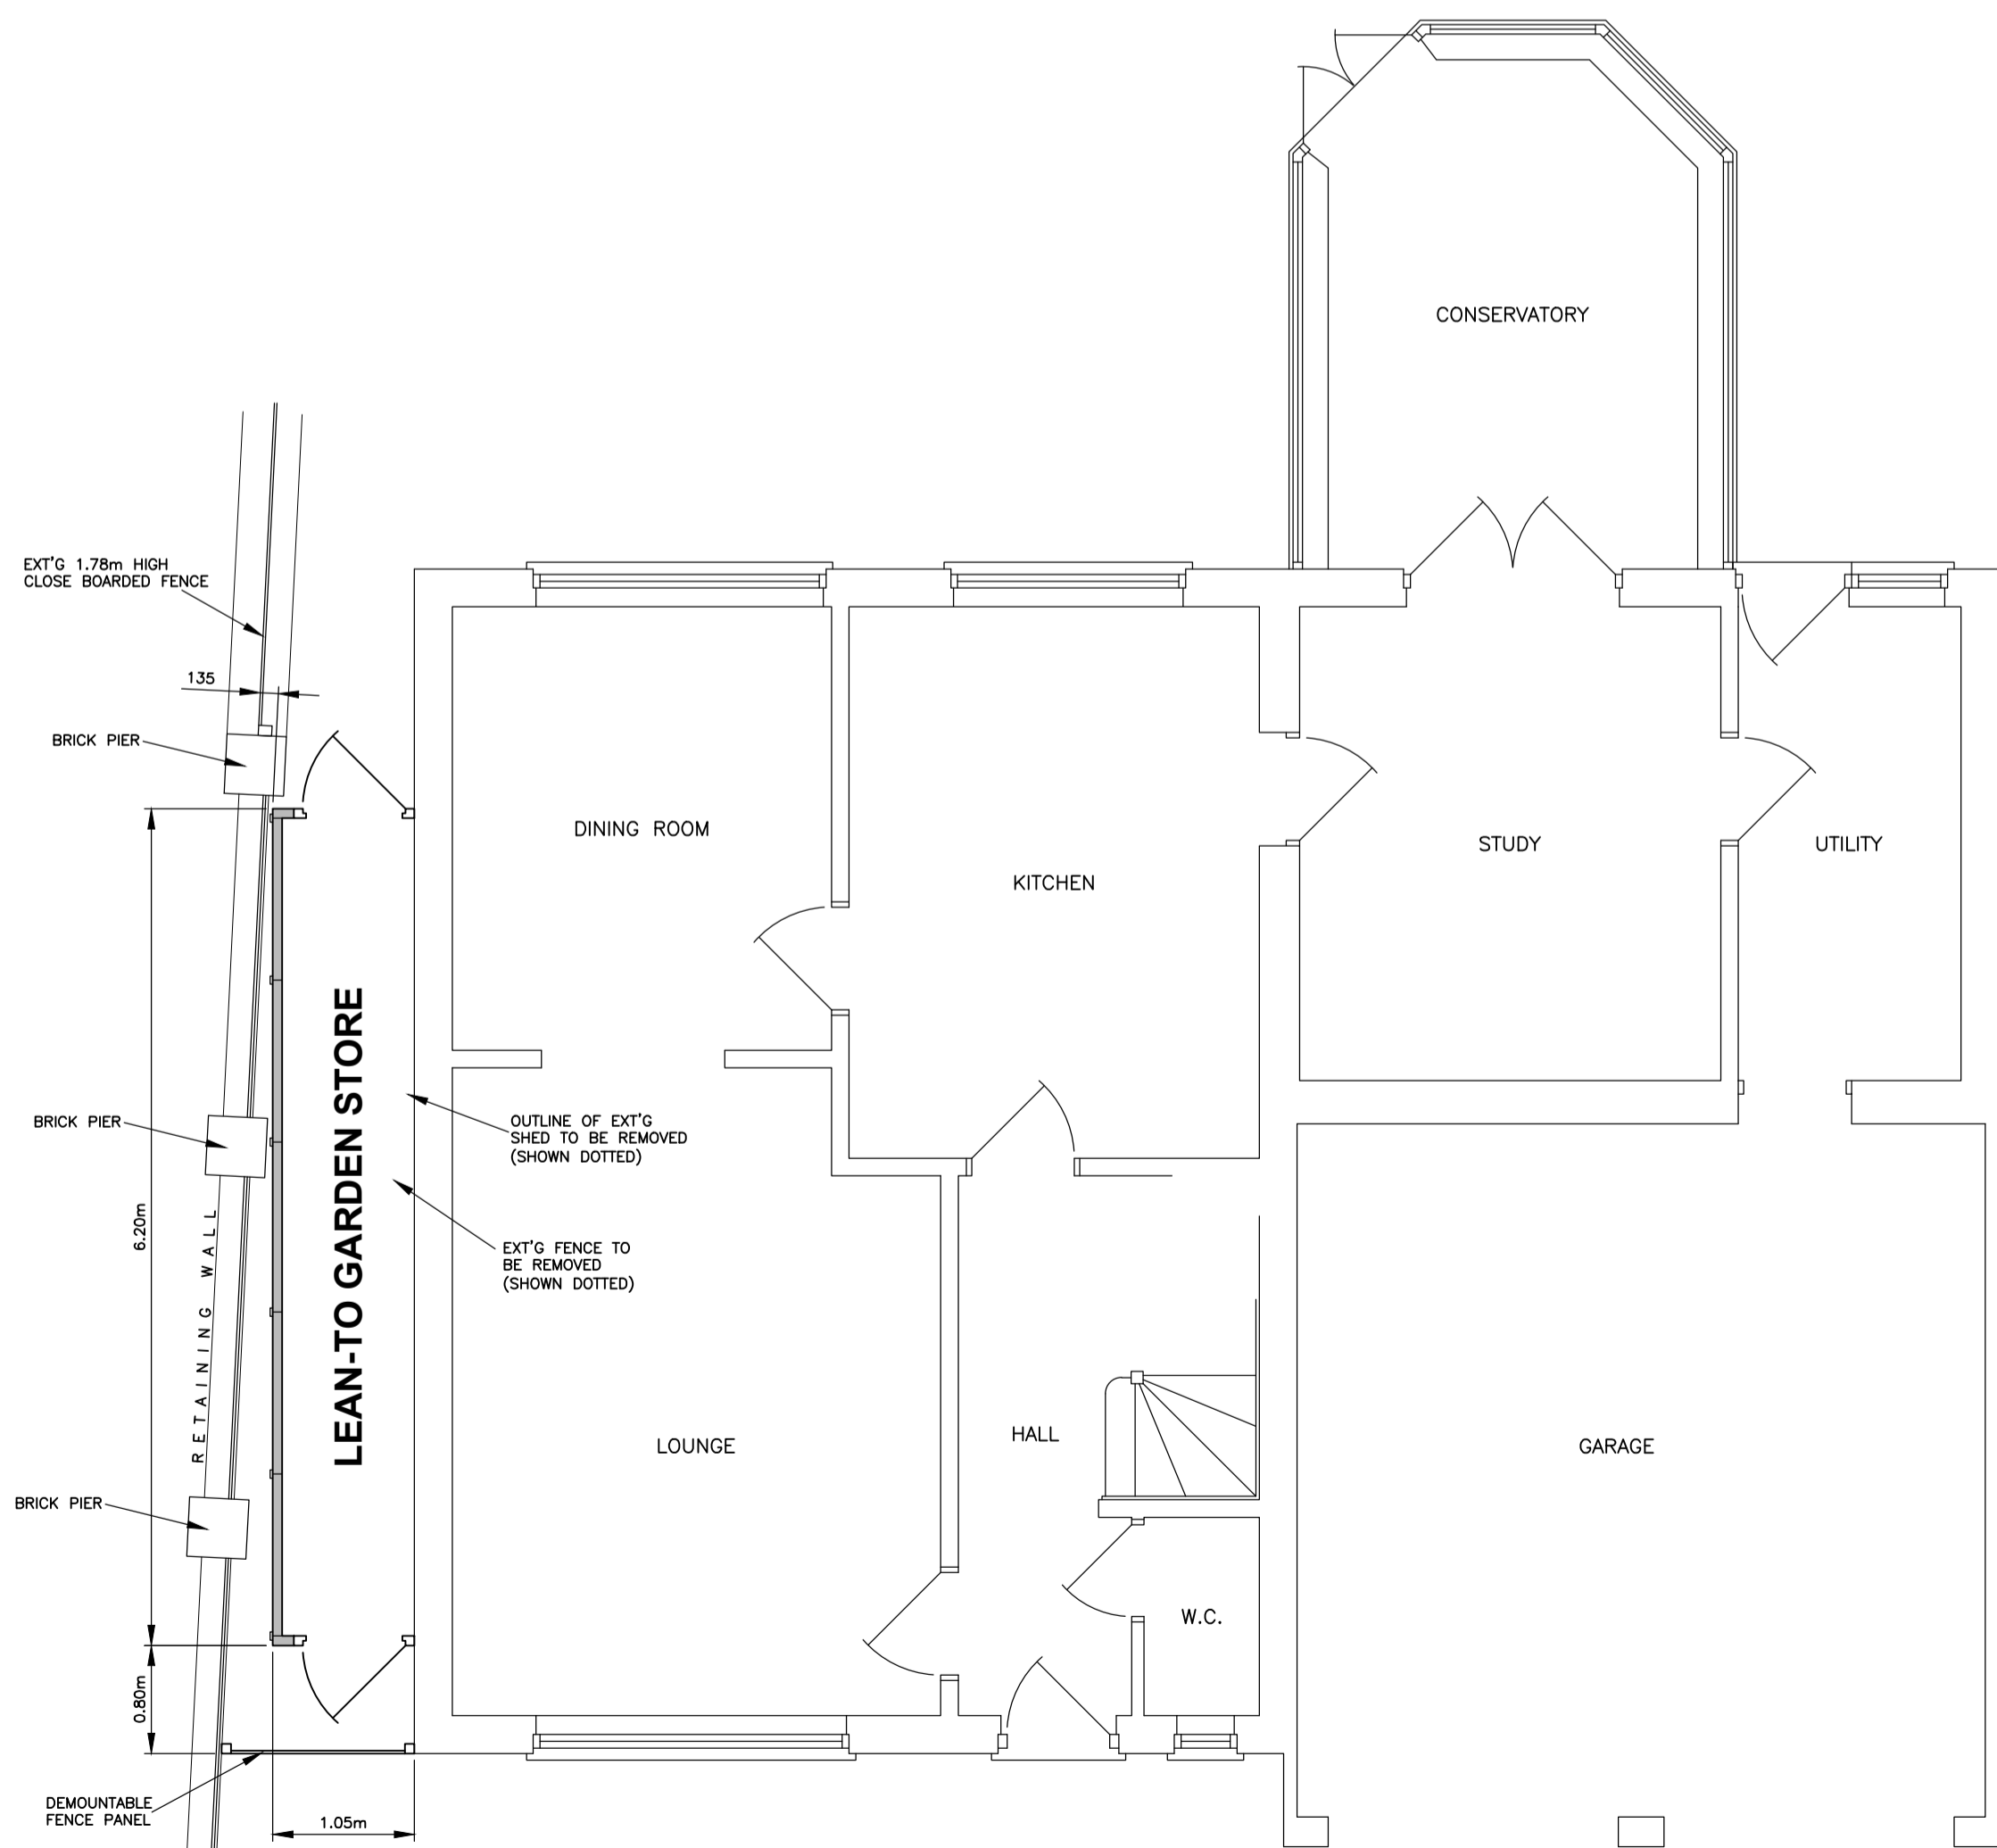 CONSERVATORY
EXT'G 1.78m HIGH
CLOSE BOARDED FENCE
135
BRICK PIER
DINING ROOM
KITCHEN
STUDY
UTILITY
LEAN-TO GARDEN STORE
BRICK PIER
OUTLINE OF EXT'G
SHED TO BE REMOVED
(SHOWN DOTTED)
6.20m
RETAINING WALL
EXT'G FENCE TO
BE REMOVED
(SHOWN DOTTED)
LOUNGE
HALL
GARAGE
BRICK PIER
W.C.
0.80m
DEMOUNTABLE
FENCE PANEL
1.05m